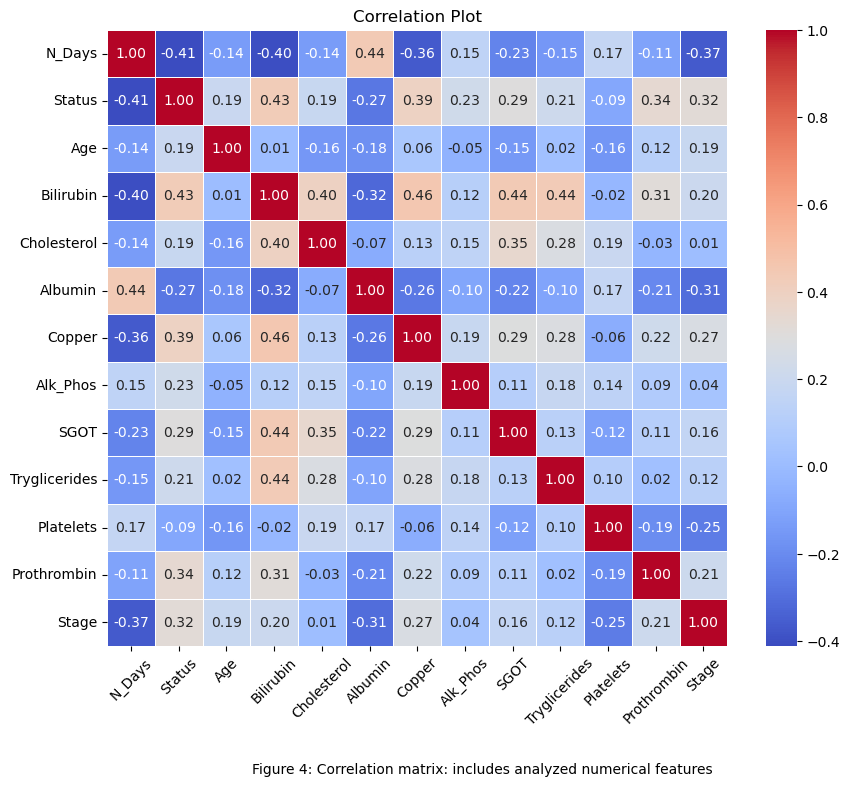 Correlation Plot
N_Days 1.00 -0.41 -0.14 -0.40 -0.14 0.44 -0.36 0.15 -0.23 -0.15 0.17 -0.11 -0.37
Status -0.41 1.00 0.19 0.43 0.19 -0.27 0.39 0.23 0.29 0.21 -0.09 0.34 0.32
Age -0.14 0.19 1.00 0.01 -0.16 -0.18 0.06 -0.05 -0.15 0.02 -0.16 0.12 0.19
Bilirubin -0.40 0.43 0.01 1.00 0.40 -0.32 0.46 0.12 0.44 0.44 -0.02 0.31 0.20
Cholesterol -0.14 0.19 -0.16 0.40 1.00 -0.07 0.13 0.15 0.35 0.28 0.19 -0.03 0.01
Albumin 0.44 -0.27 -0.18 -0.32 -0.07 1.00 -0.26 -0.10 -0.22 -0.10 0.17 -0.21 -0.31
Copper -0.36 0.39 0.06 0.46 0.13 -0.26 1.00 0.19 0.29 0.28 -0.06 0.22 0.27
Alk_Phos 0.15 0.23 -0.05 0.12 0.15 -0.10 0.19 1.00 0.11 0.18 0.14 0.09 0.04
SGOT -0.23 0.29 -0.15 0.44 0.35 -0.22 0.29 0.11 1.00 0.13 -0.12 0.11 0.16
Tryglicerides -0.15 0.21 0.02 0.44 0.28 -0.10 0.28 0.18 0.13 1.00 0.10 0.02 0.12
Platelets 0.17 -0.09 -0.16 -0.02 0.19 0.17 -0.06 0.14 -0.12 0.10 1.00 -0.19 -0.25
Prothrombin -0.11 0.34 0.12 0.31 -0.03 -0.21 0.22 0.09 0.11 0.02 -0.19 1.00 0.21
Stage -0.37 0.32 0.19 0.20 0.01 -0.31 0.27 0.04 0.16 0.12 -0.25 0.21 1.00
N_Days Status Age Bilirubin Cholesterol Albumin Copper Alk_Phos SGOT Tryglicerides Platelets Prothrombin Stage
1.0
0.8
0.6
0.4
0.2
0.0
−0.2
−0.4
Figure 4: Correlation matrix: includes analyzed numerical features